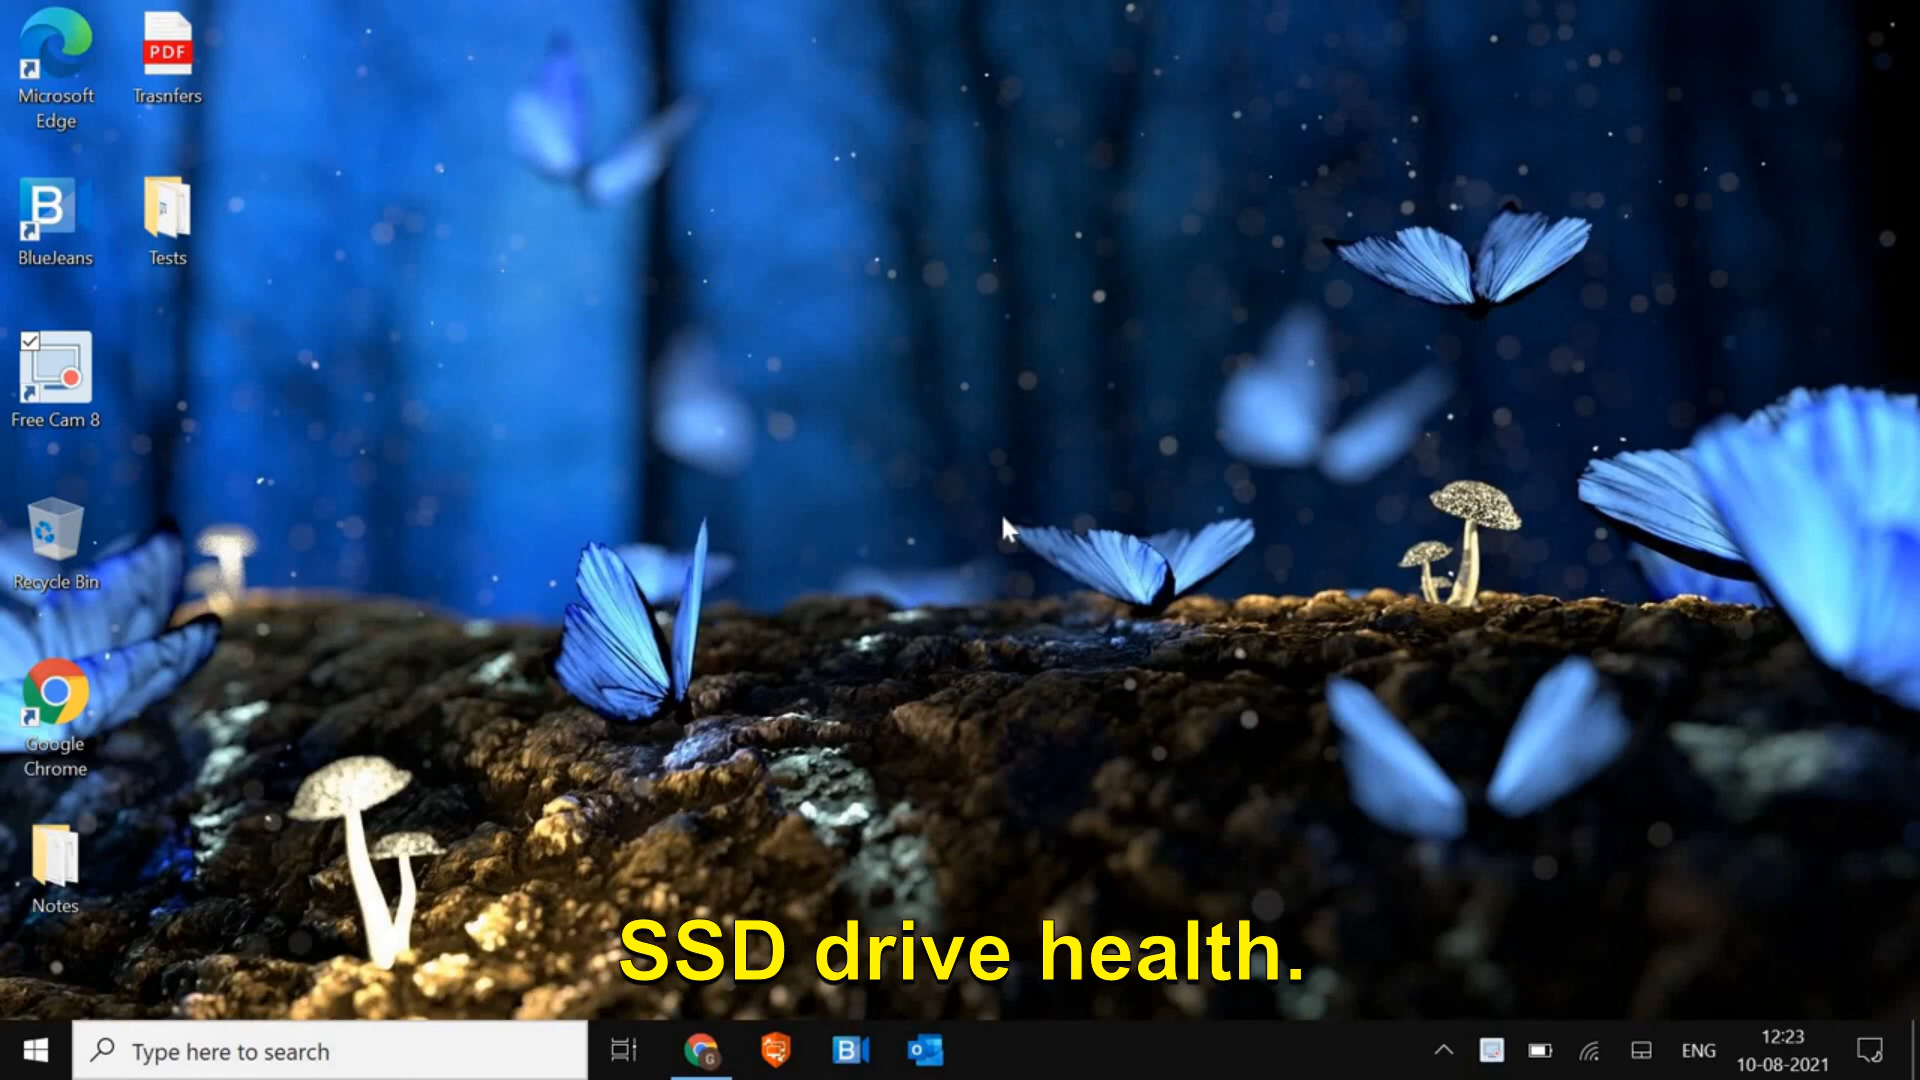 Microsoft
Edge
PDF
Trasnfers
B
BlueJeans
Tests
Free Cam 8
Recycle Bin
Google
Chrome
Notes
SSD drive health.
Type here to search
G
B
o
ENG
12:23
10-08-2021